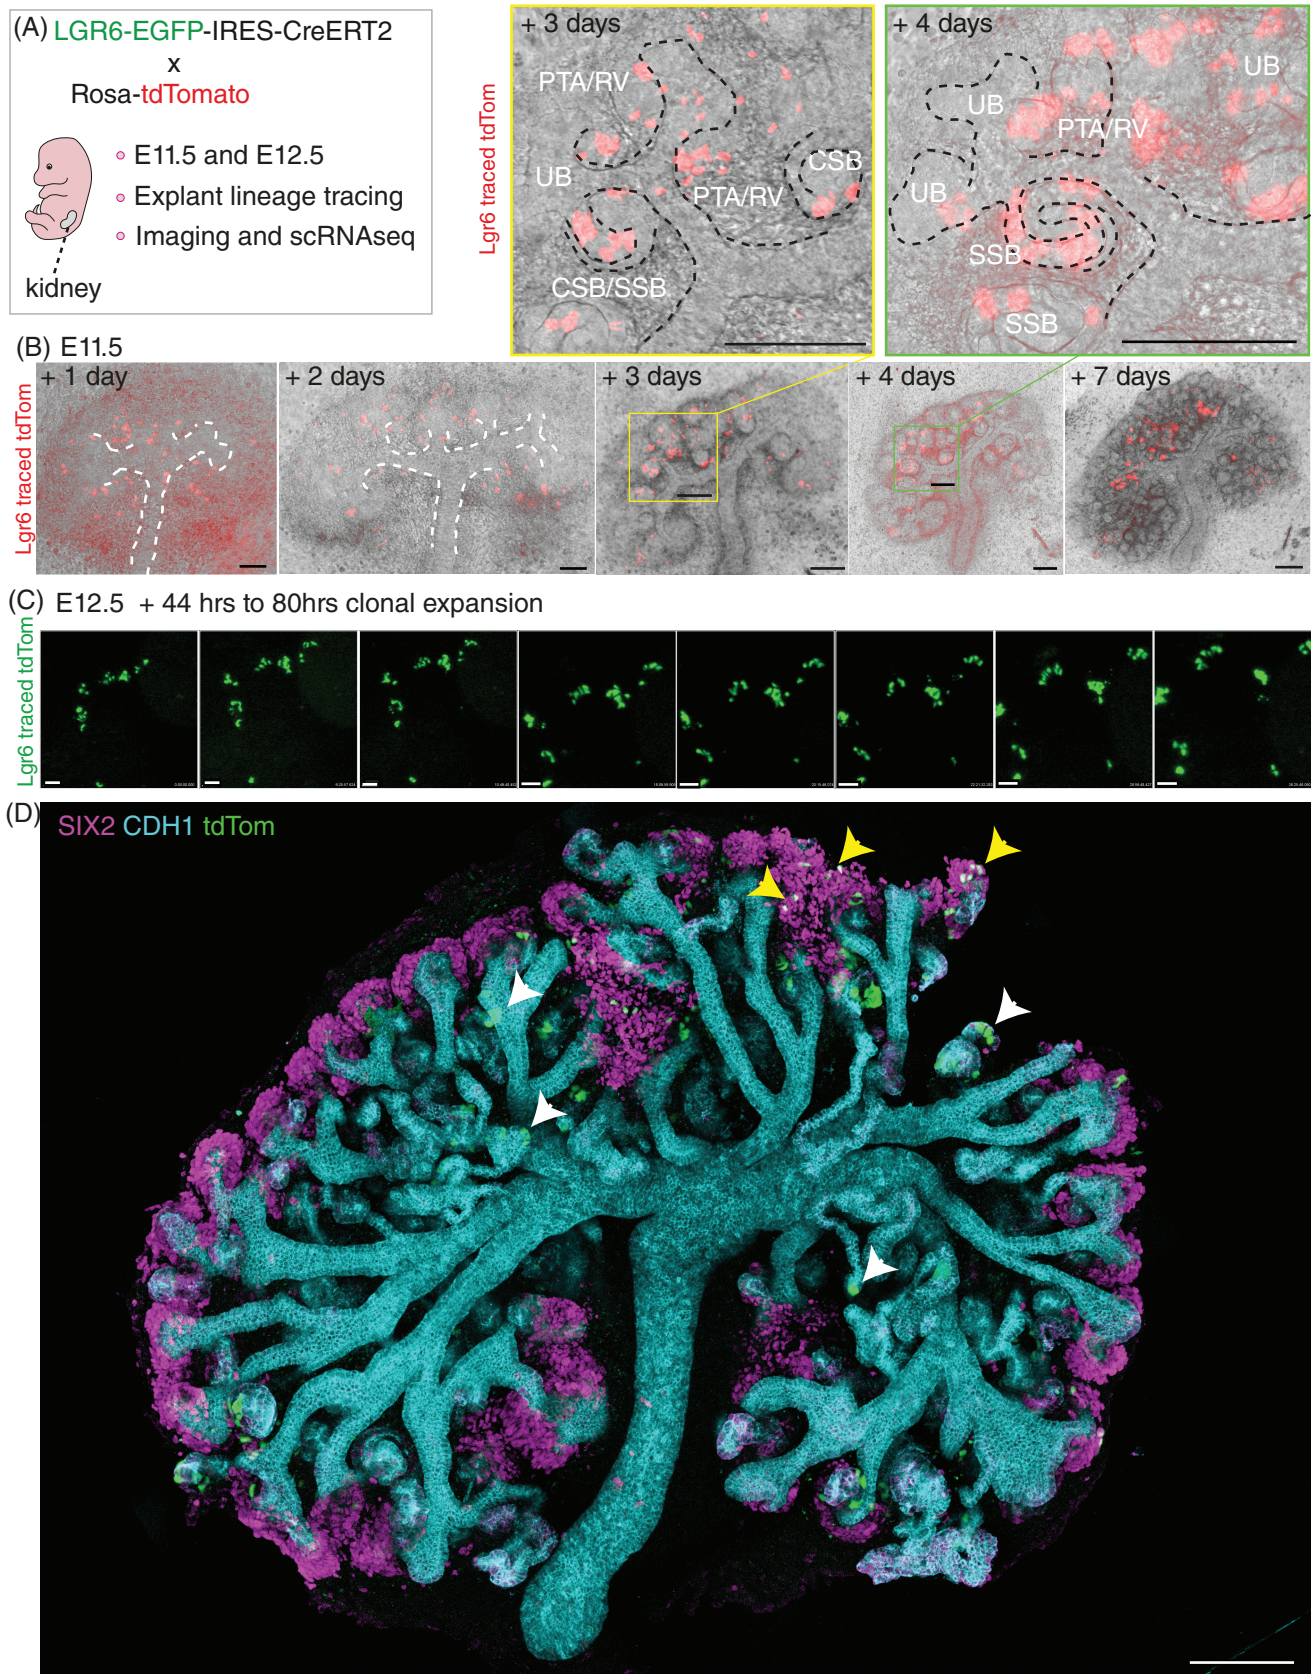 (A) LGR6-EGFP-IRES-CreERT2
x
Rosa-tdTomato
E11.5 and E12.5
Explant lineage tracing
Imaging and scRNAseq
kidney
Lgr6 traced tdTom
+ 3 days
PTA/RV
UB
CSB
PTA/RV
CSB/SSB
+ 4 days
UB
UB
PTA/RV
UB
SSB
SSB
(B) E11.5
Lgr6 traced tdTom
+ 1 day
+ 2 days
+ 3 days
+ 4 days
+ 7 days
(C) E12.5 + 44 hrs to 80hrs clonal expansion
Lgr6 traced tdTom
(D)
SIX2 CDH1 tdTom